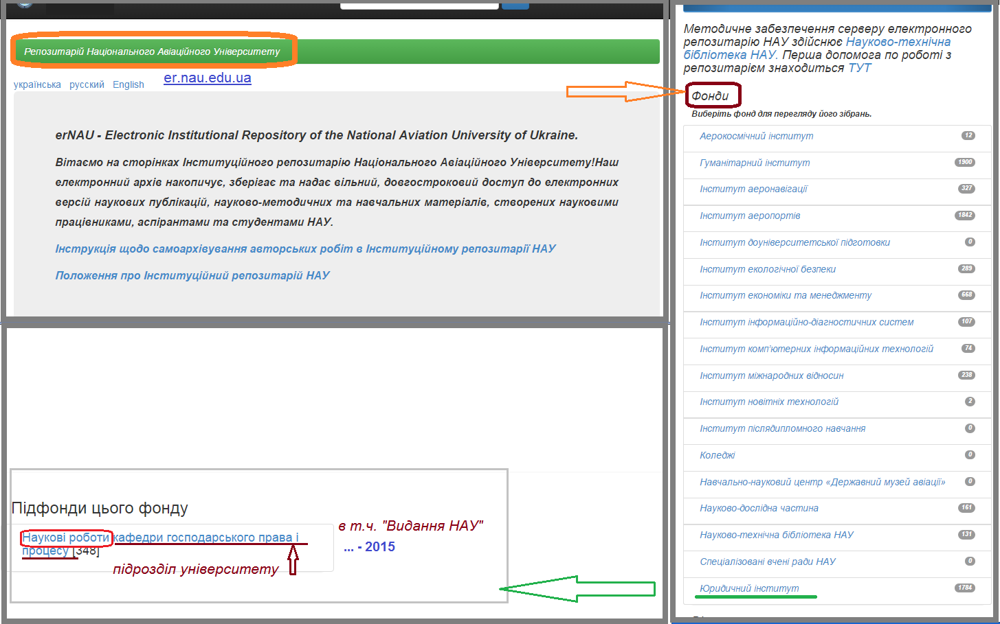 Репозитарій Національного Авіаційного Університету
українська русский English
er.nau.edu.ua
erNAU - Electronic Institutional Repository of the National Aviation University of Ukraine.
Вітаємо на сторінках Інституційного репозитарію Національного Авіаційного Університету!Наш
електронний архів накопичує, зберігає та надає вільний, довгостроковий доступ до електронних
версій наукових публікацій, науково-методичних та навчальних матеріалів, створених науковими
працівниками, аспірантами та студентами НАУ.
Інструкція щодо самоархівування авторських робіт в Інституційному репозитарії НАУ
Положення про Інституційний репозитарій НАУ
Підфонди цього фонду
Наукові роботи кафедри господарського права і
процесу [348]
підрозділ університету
в т.ч. "Видання НАУ"
... - 2015
Методичне забезпечення серверу електронного
репозитарію НАУ здійснює Науково-технічна
бібліотека НАУ. Перша допомога по роботі з
репозитарієм знаходиться ТУТ
Фонди
Виберіть фонд для перегляду його зібрань.
Аерокосмічний інститут 12
Гуманітарний інститут 1900
Інститут аеронавігації 327
Інститут аеропортів 1842
Інститут доуніверситетської підготовки 0
Інститут екологічної безпеки 289
Інститут економіки та менеджменту 668
Інститут інформаційно-діагностичних систем 107
Інститут комп'ютерних інформаційних технологій 74
Інститут міжнародних відносин 238
Інститут новітніх технологій 2
Інститут післядипломного навчання 0
Коледжі 0
Навчально-науковий центр «Державний музей авіації» 0
Науково-дослідна частина 161
Науково-технічна бібліотека НАУ 131
Спеціалізовані вчені ради НАУ 0
Юридичний інститут 1784